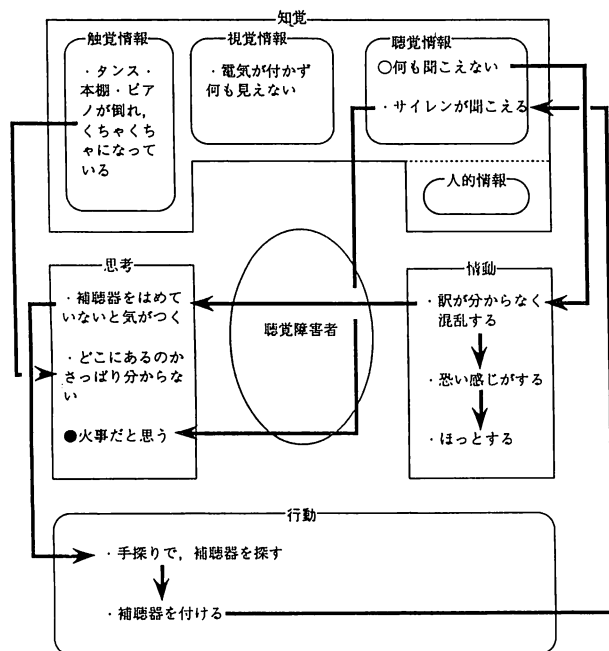 知覚
触覚情報
・タンス・
本棚・ピア
ノが倒れ，
くちゃくち
ゃになって
いる
視覚情報
・電気が付かず
何も見えない
聴覚情報
○何も聞こえない
・サイレンが聞こえる
人的情報
思考
・補聴器をはめて
いないと気がつく
・どこにあるのか
さっぱり分からな
い
●火事だと思う
聴覚障害者
情動
・訳が分からなく
混乱する
・恐い感じがする
・ほっとする
行動
・手探りで，補聴器を探す
・補聴器を付ける